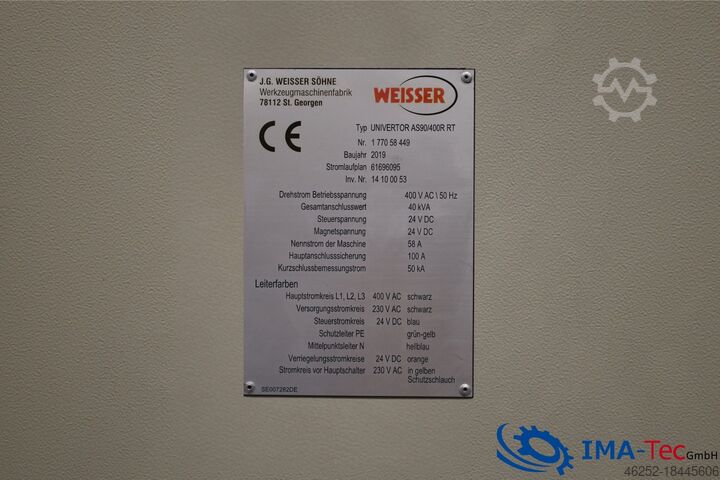 J.G. WEISSER SÖHNE
Werkzeugmaschinenfabrik
78112 St. Georgen
WEISSER
CE
Typ UNIVERTOR AS90/400R RT
Nr. 1 770 58 449
Baujahr 2019
Stromlaufplan 61696095
Inv. Nr. 14 10 00 53
Drehstrom Betriebsspannung 400 V AC \ 50 Hz
Gesamtanschlusswert 40 kVA
Steuerspannung 24 V DC
Magnetspannung 24 V DC
Nennstrom der Maschine 58 A
Hauptanschlusssicherung 100 A
Kurzschlussbemessungstrom 50 kA
Leiterfarben
Hauptstromkreis L1, L2, L3 400 V AC schwarz
Versorgungsstromkreis 230 V AC schwarz
Steuerstromkreis 24 V DC blau
Schutzleiter PE grün-gelb
Mittelpunktsleiter N hellblau
Verriegelungsstromkreise 24 V DC orange
Stromkreis vor Hauptschalter 230 V AC in gelben
Schutzschlauch
SE007282DE
IMA-Tec GmbH
46252-18445606